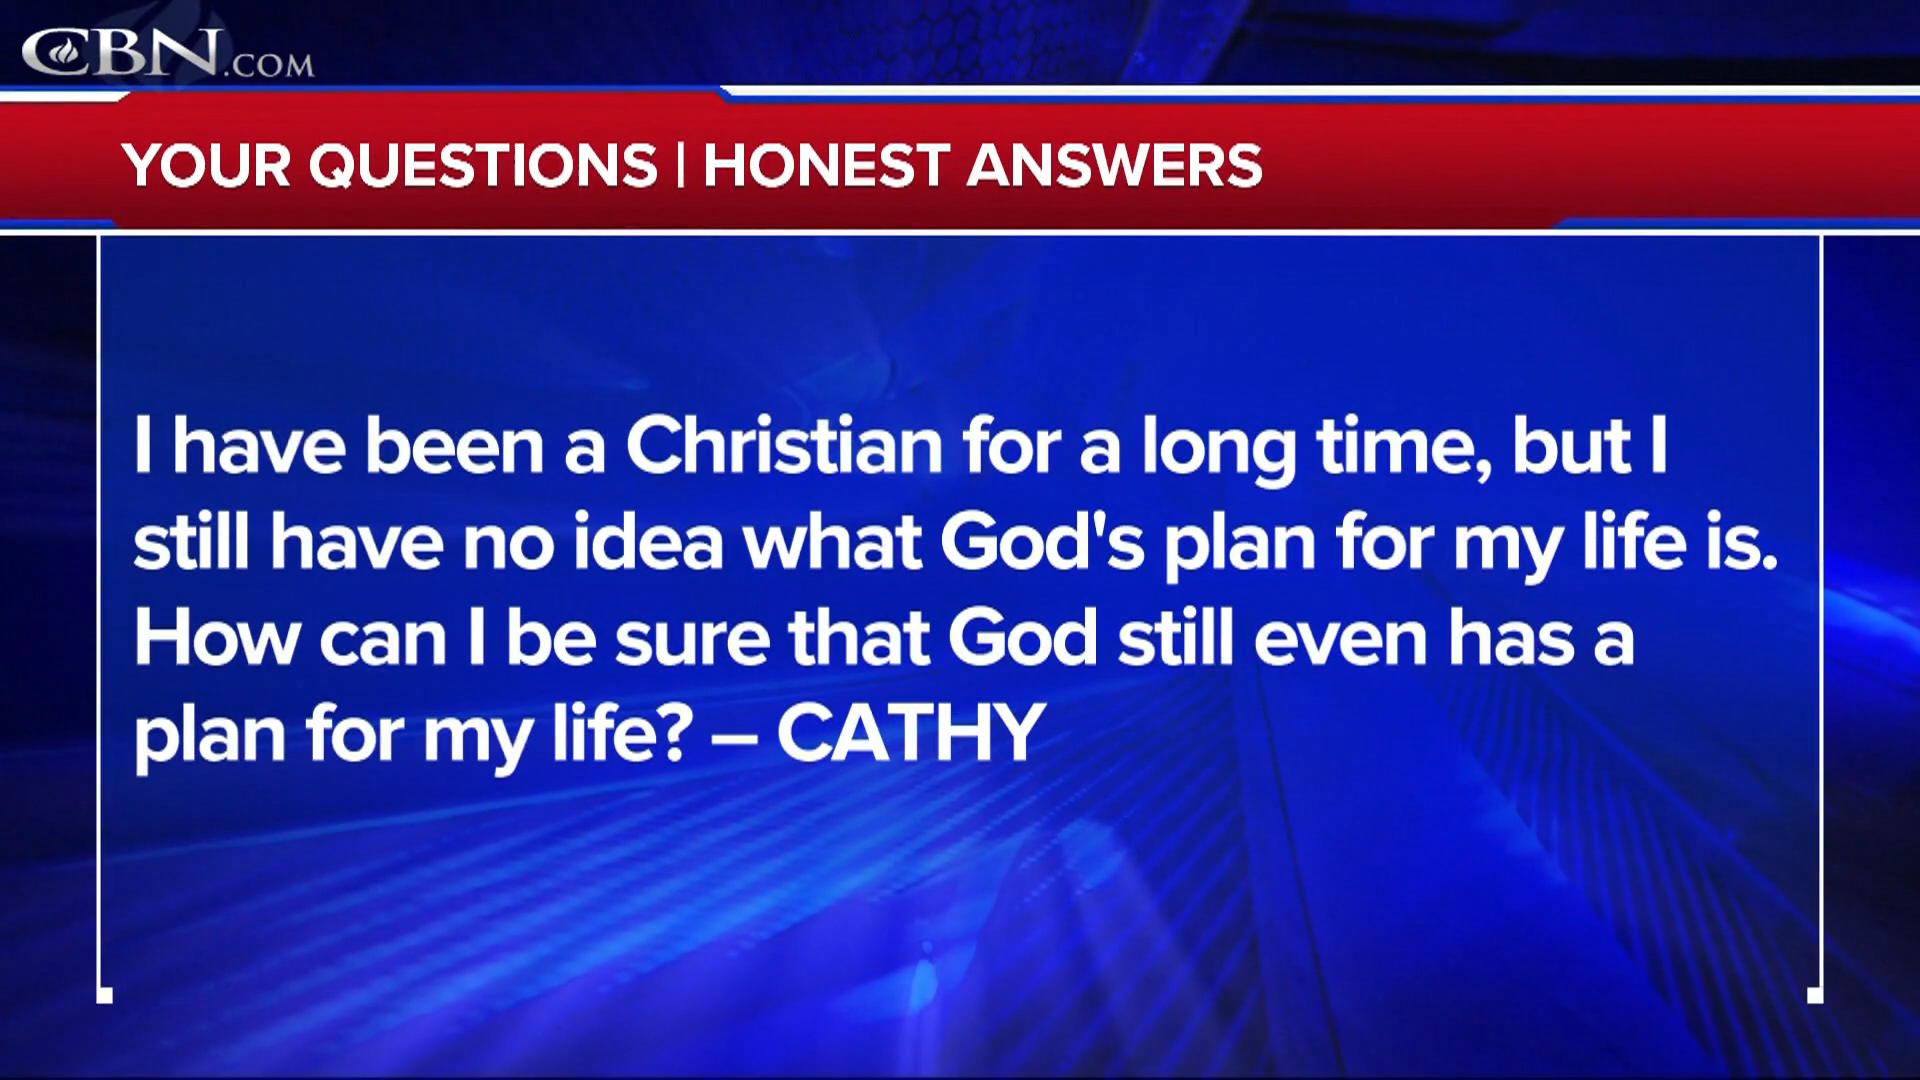 CBN.COM
YOUR QUESTIONS | HONEST ANSWERS
I have been a Christian for a long time, but I
still have no idea what God's plan for my life is.
How can I be sure that God still even has a
plan for my life? – CATHY